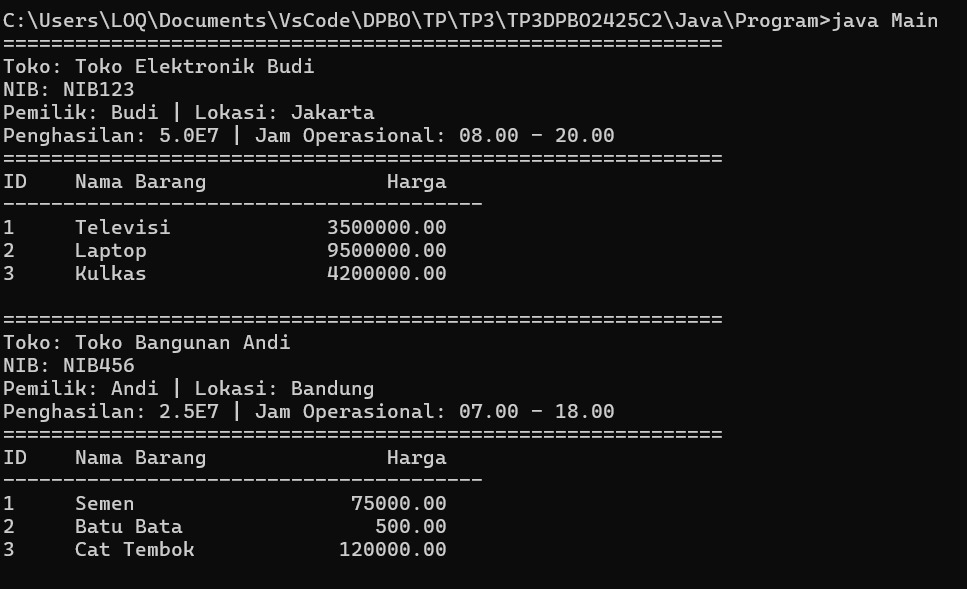 C:\Users\LOQ\Documents\VsCode\DPBO\TP\TP3\TP3DPBO2425C2\Java\Program>java Main
============================================================
Toko: Toko Elektronik Budi
NIB: NIB123
Pemilik: Budi | Lokasi: Jakarta
Penghasilan: 5.0E7 | Jam Operasional: 08.00 - 20.00
============================================================
ID    Nama Barang               Harga
----------------------------------------
1     Televisi             3500000.00
2     Laptop               9500000.00
3     Kulkas               4200000.00

============================================================
Toko: Toko Bangunan Andi
NIB: NIB456
Pemilik: Andi | Lokasi: Bandung
Penghasilan: 2.5E7 | Jam Operasional: 07.00 - 18.00
============================================================
ID    Nama Barang               Harga
----------------------------------------
1     Semen                  75000.00
2     Batu Bata                500.00
3     Cat Tembok            120000.00